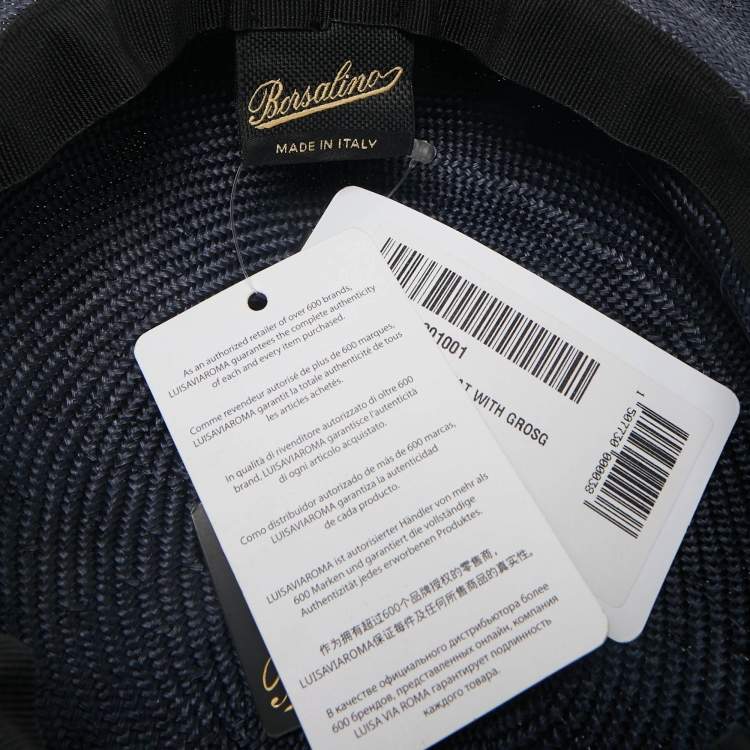 Borsalino
MADE IN ITALY
As an authorized retailer of over 600 brands,
LUISAVIAROMA guarantees the complete authenticity
of each and every item purchased.
Comme revendeur autorisé de plus de 600 marques,
LUISAVIAROMA garantit la totale authenticité de tous
les articles achetés.
In qualità di rivenditore autorizzato di oltre 600
brand, LUISAVIAROMA garantisce l'autenticità
di ogni articolo acquistato.
Como distribuidor autorizado de más de 600 marcas,
LUISAVIAROMA garantiza la autenticidad
de cada producto.
LUISAVIAROMA ist autorisierter Händler von mehr als
600 Marken und garantiert die vollständige
Authentizität jedes erworbenen Produktes.
作为拥有超过600个品牌授权的零售商,
LUISAVIAROMA保证每件及任何所售商品的真实性。
В качестве официального дистрибьютора более
600 брендов, представленных онлайн, компания
LUISA VIA ROMA гарантирует подлинность
каждого товара.
WITH GROSG
1 507730 000038